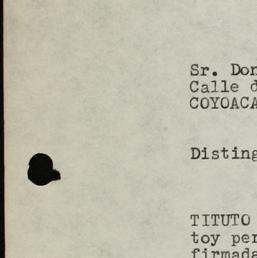 Sr. Don
Calle d
COYOACA
Disting
TITUTO
toy per
firmada